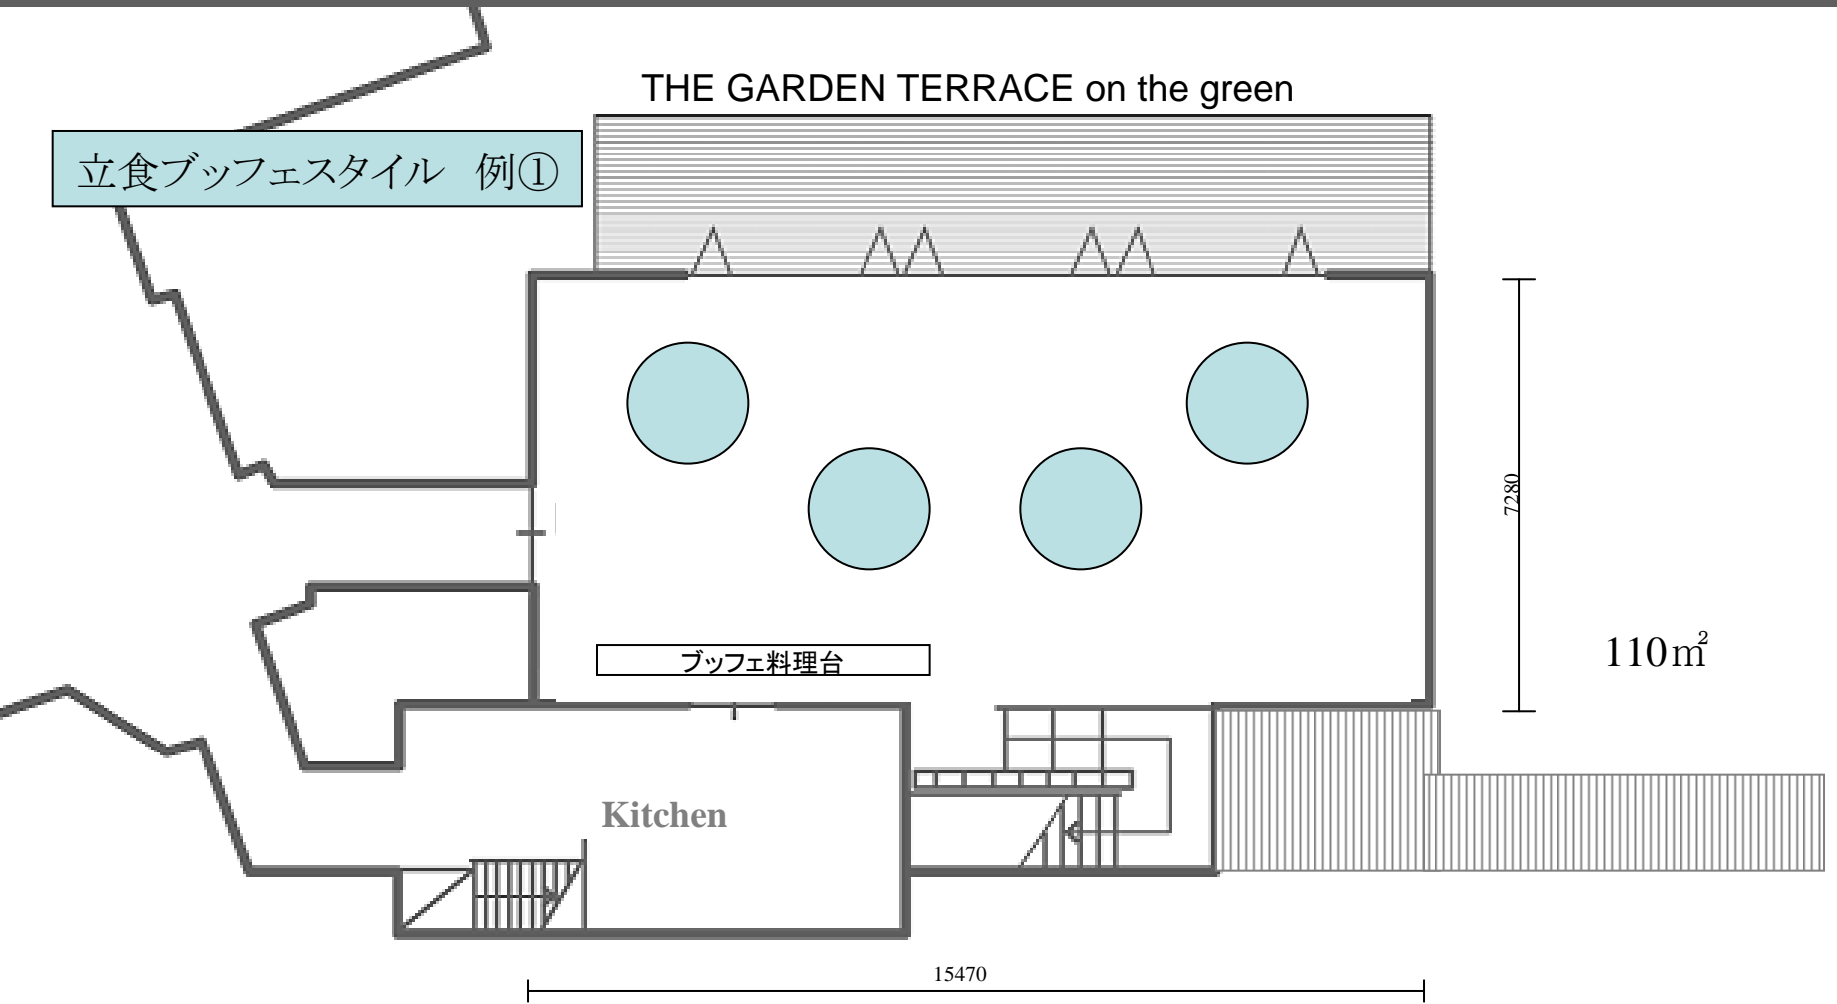 THE GARDEN TERRACE on the green
立食ブッフェスタイル　例①
7280
110㎡
ブッフェ料理台
Kitchen
15470